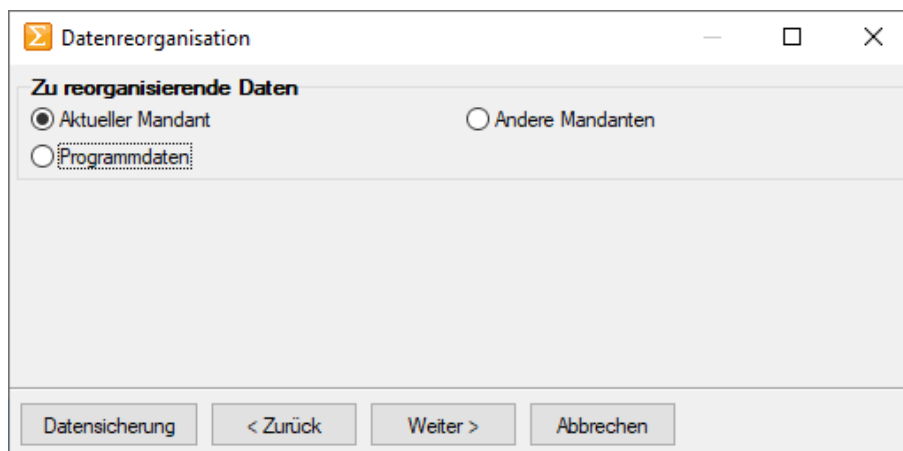 Datenreorganisation
Zu reorganisierende Daten
Aktueller Mandant
Andere Mandanten
Programmdaten
Datensicherung
< Zurück
Weiter >
Abbrechen